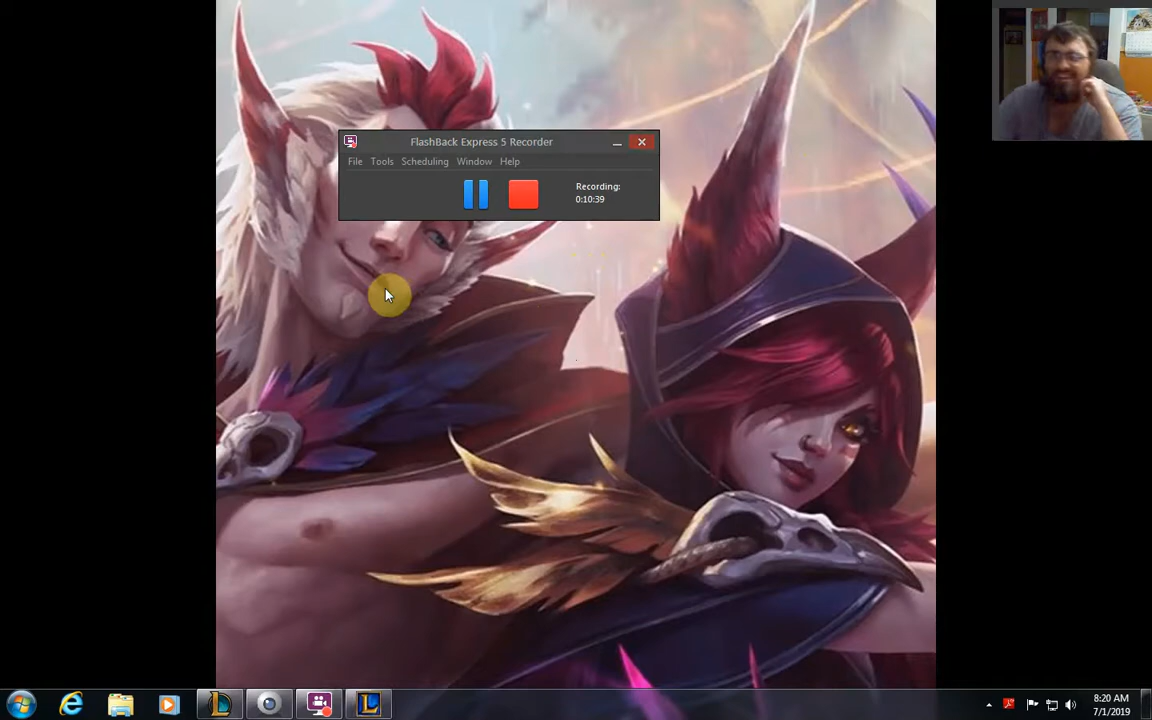 FlashBack Express 5 Recorder
File Tools Scheduling Window Help
Recording:
0:10:39
8:20 AM
7/1/2019